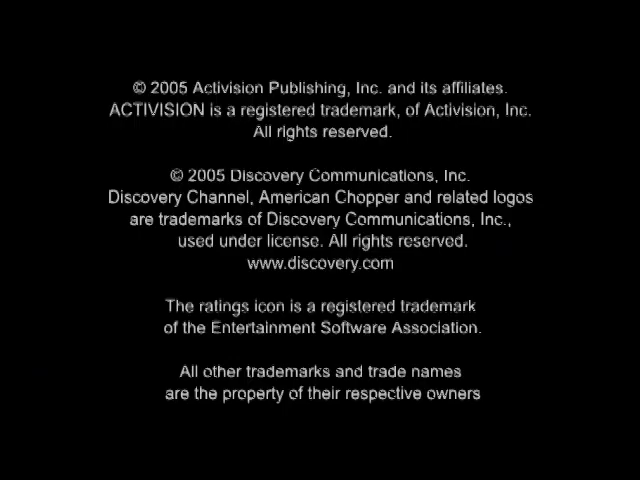 © 2005 Activision Publishing, Inc. and its affiliates.
ACTIVISION is a registered trademark, of Activision, Inc.
All rights reserved.
© 2005 Discovery Communications, Inc.
Discovery Channel, American Chopper and related logos
are trademarks of Discovery Communications, Inc.,
used under license. All rights reserved.
www.discovery.com
The ratings icon is a registered trademark
of the Entertainment Software Association.
All other trademarks and trade names
are the property of their respective owners